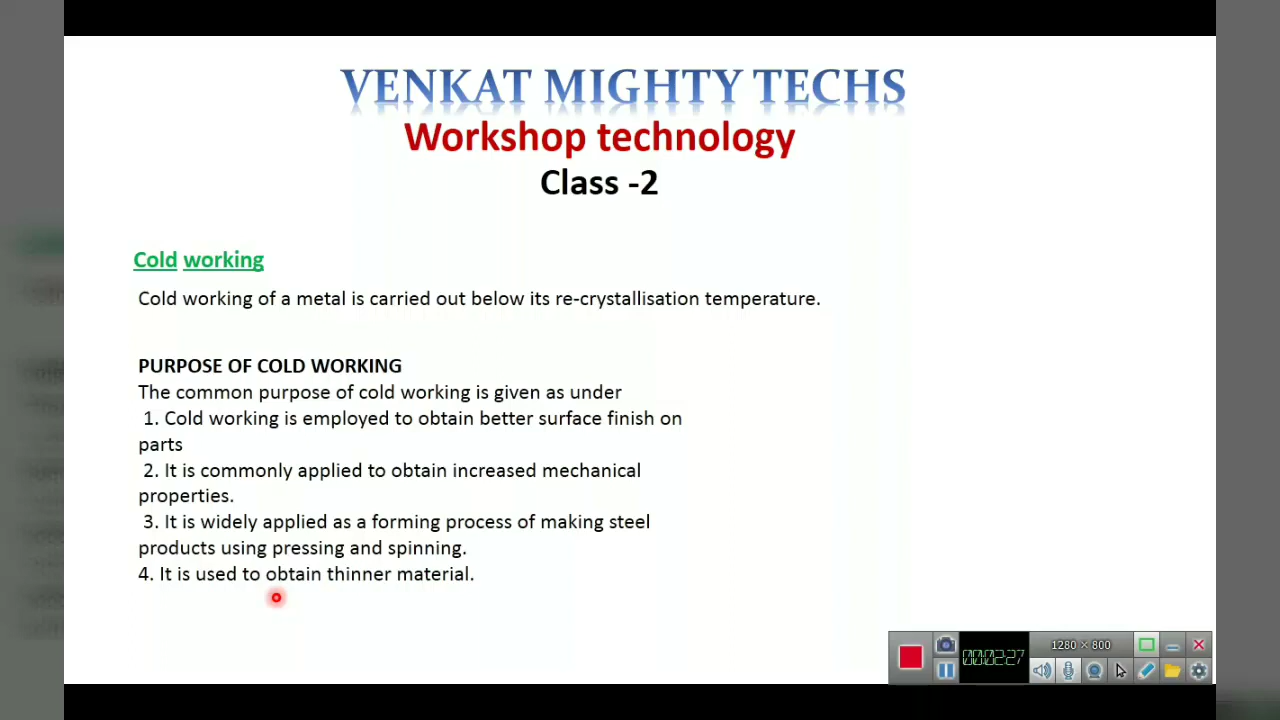 VENKAT MIGHTY TECHS
Workshop technology
Class -2
Cold working
Cold working of a metal is carried out below its re-crystallisation temperature.
PURPOSE OF COLD WORKING
The common purpose of cold working is given as under
1. Cold working is employed to obtain better surface finish on
parts
2. It is commonly applied to obtain increased mechanical
properties.
3. It is widely applied as a forming process of making steel
products using pressing and spinning.
4. It is used to obtain thinner material.
1280 × 800
00:02:27